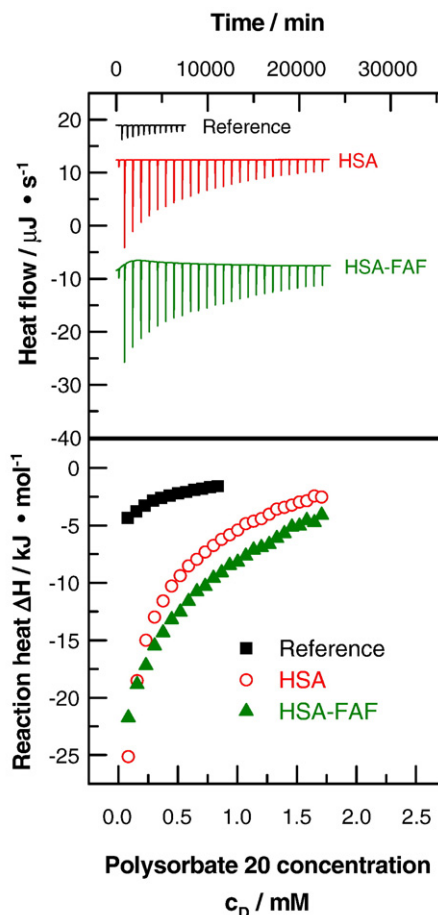 Time / min
0 10000 20000 30000
Heat flow / µJ • s⁻¹
20
10
0
-10
-20
-30
-40
Reference
HSA
HSA-FAF
Reaction heat ΔH / kJ • mol⁻¹
0
-5
-10
-15
-20
-25
Reference
HSA
HSA-FAF
0.0 0.5 1.0 1.5 2.0 2.5
Polysorbate 20 concentration
c_D / mM